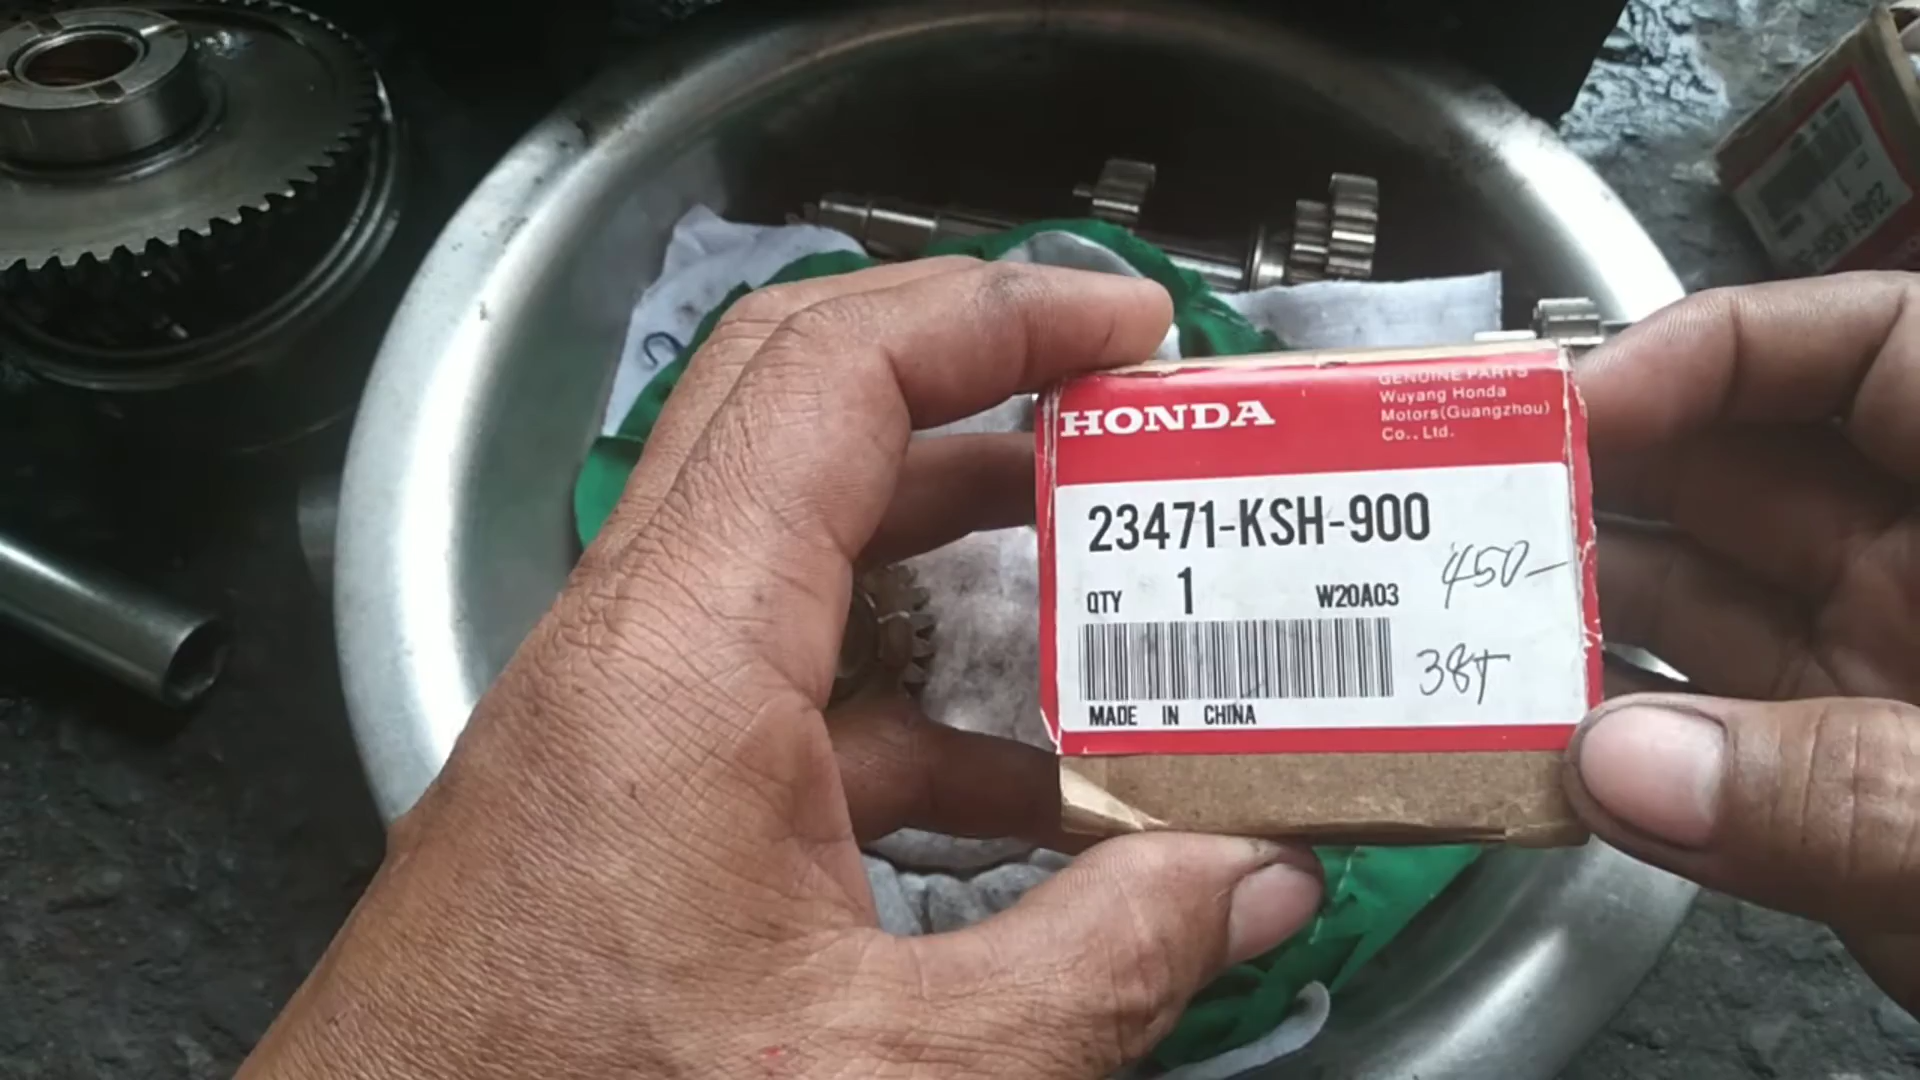 HONDA
GENUINE PARTS
Wuyang Honda
Motors(Guangzhou)
Co., Ltd.
23471-KSH-900
450-
QTY 1 W20A03
38T
MADE IN CHINA